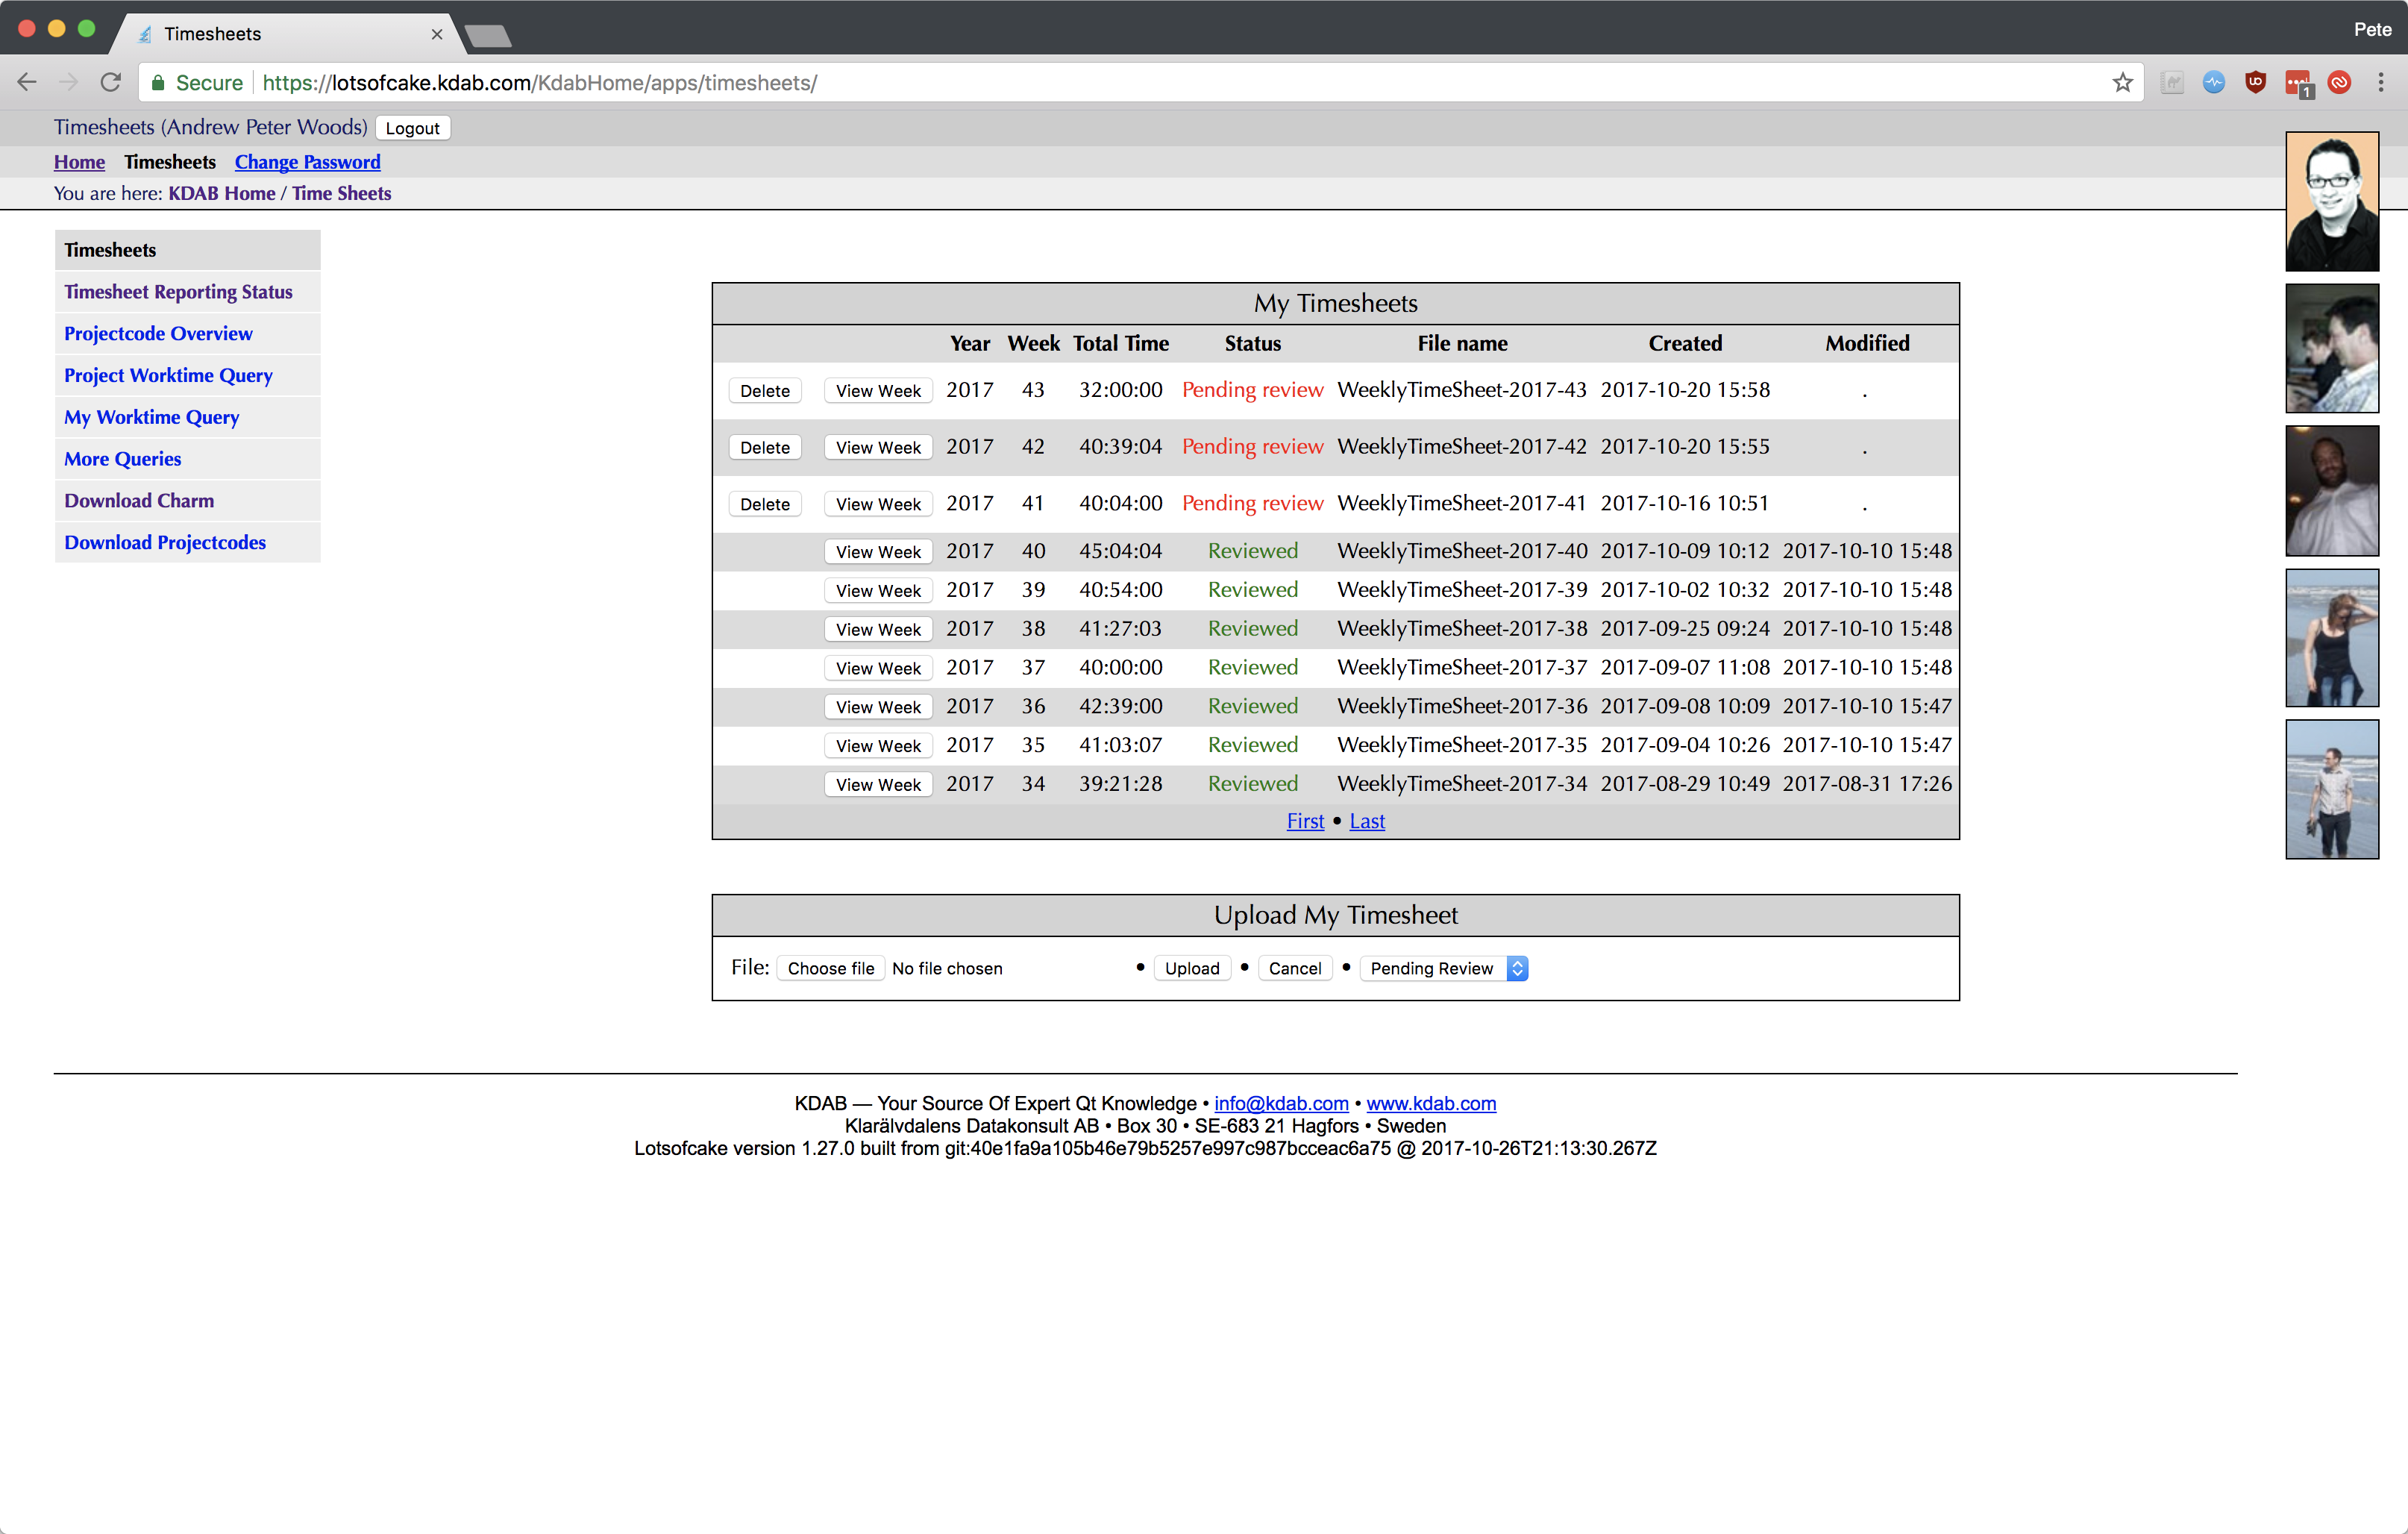 Timesheets
Pete
Secure https://lotsofcake.kdab.com/KdabHome/apps/timesheets/
1
Timesheets (Andrew Peter Woods) Logout
Home Timesheets Change Password
You are here: KDAB Home / Time Sheets
Timesheets
Timesheet Reporting Status
Projectcode Overview
Project Worktime Query
My Worktime Query
More Queries
Download Charm
Download Projectcodes
My Timesheets
Year Week Total Time Status File name Created Modified
Delete View Week 2017 43 32:00:00 Pending review WeeklyTimeSheet-2017-43 2017-10-20 15:58 .
Delete View Week 2017 42 40:39:04 Pending review WeeklyTimeSheet-2017-42 2017-10-20 15:55 .
Delete View Week 2017 41 40:04:00 Pending review WeeklyTimeSheet-2017-41 2017-10-16 10:51 .
View Week 2017 40 45:04:04 Reviewed WeeklyTimeSheet-2017-40 2017-10-09 10:12 2017-10-10 15:48
View Week 2017 39 40:54:00 Reviewed WeeklyTimeSheet-2017-39 2017-10-02 10:32 2017-10-10 15:48
View Week 2017 38 41:27:03 Reviewed WeeklyTimeSheet-2017-38 2017-09-25 09:24 2017-10-10 15:48
View Week 2017 37 40:00:00 Reviewed WeeklyTimeSheet-2017-37 2017-09-07 11:08 2017-10-10 15:48
View Week 2017 36 42:39:00 Reviewed WeeklyTimeSheet-2017-36 2017-09-08 10:09 2017-10-10 15:47
View Week 2017 35 41:03:07 Reviewed WeeklyTimeSheet-2017-35 2017-09-04 10:26 2017-10-10 15:47
View Week 2017 34 39:21:28 Reviewed WeeklyTimeSheet-2017-34 2017-08-29 10:49 2017-08-31 17:26
First • Last
Upload My Timesheet
File: Choose file No file chosen • Upload • Cancel • Pending Review
KDAB — Your Source Of Expert Qt Knowledge • info@kdab.com • www.kdab.com
Klarälvdalens Datakonsult AB • Box 30 • SE-683 21 Hagfors • Sweden
Lotsofcake version 1.27.0 built from git:40e1fa9a105b46e79b5257e997c987bcceac6a75 @ 2017-10-26T21:13:30.267Z